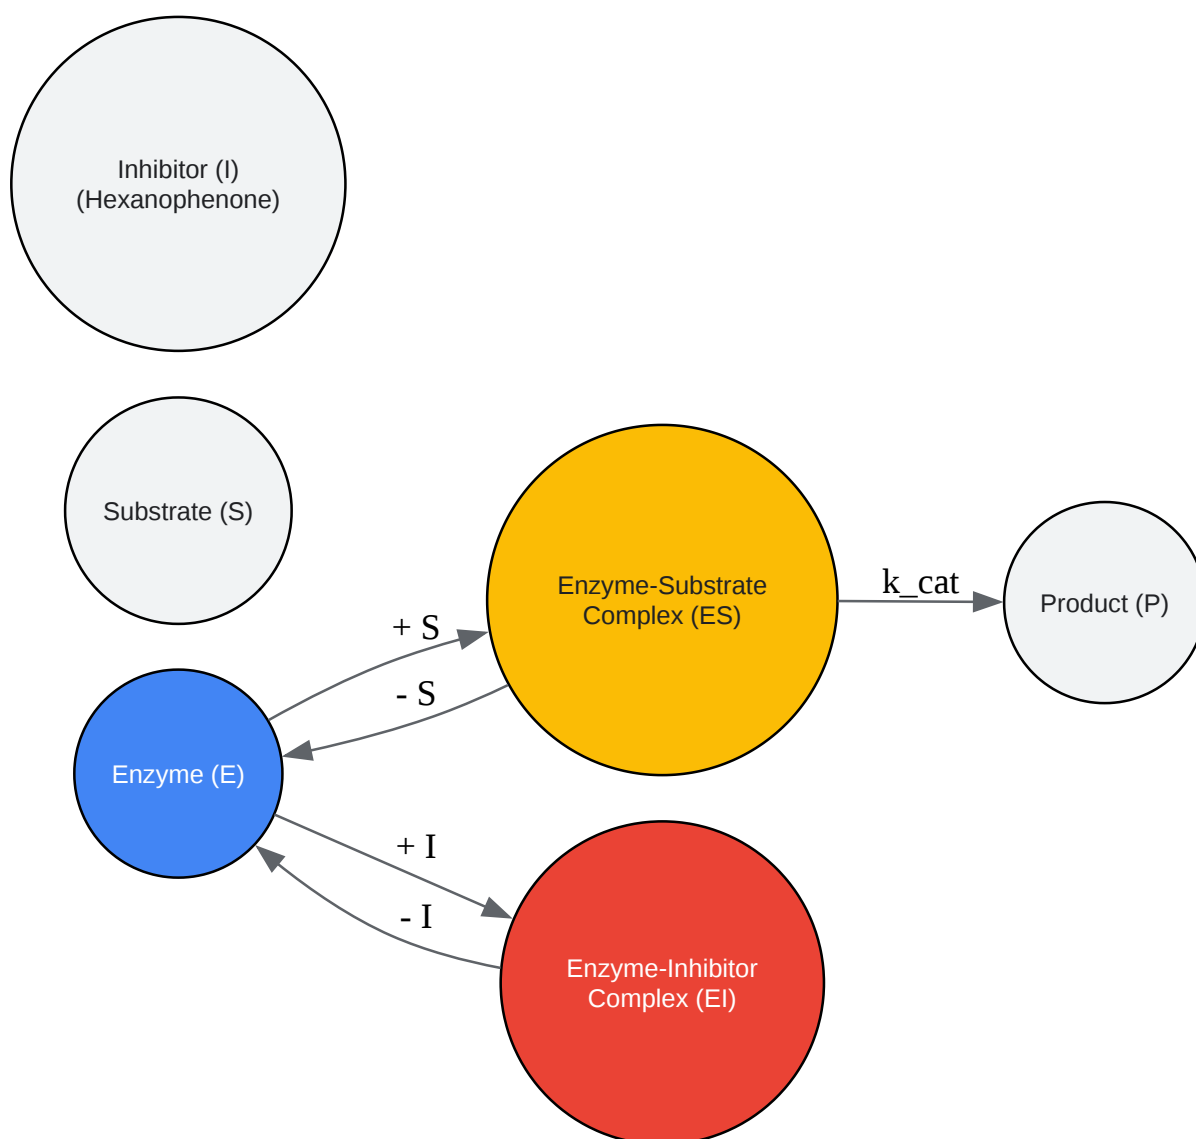 Inhibitor (I)
(Hexanophenone)
Substrate (S)
Enzyme-Substrate
Complex (ES)
k_cat
Product (P)
+ S
- S
Enzyme (E)
+ I
- I
Enzyme-Inhibitor
Complex (EI)